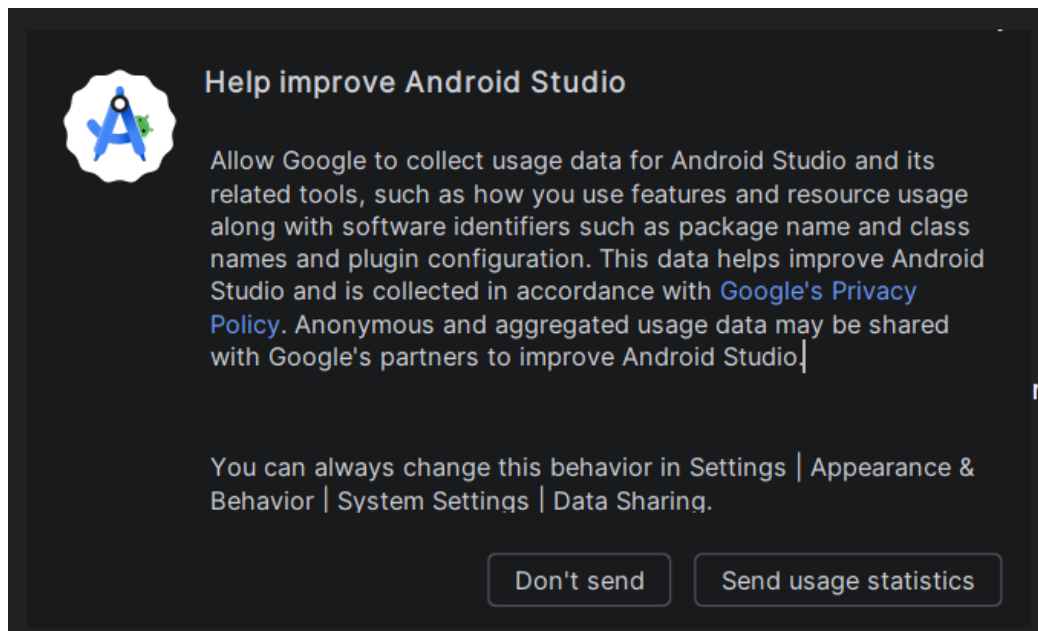 Help improve Android Studio
Allow Google to collect usage data for Android Studio and its
related tools, such as how you use features and resource usage
along with software identifiers such as package name and class
names and plugin configuration. This data helps improve Android
Studio and is collected in accordance with Google's Privacy
Policy. Anonymous and aggregated usage data may be shared
with Google's partners to improve Android Studio.
You can always change this behavior in Settings | Appearance &
Behavior | System Settings | Data Sharing.
Don't send
Send usage statistics